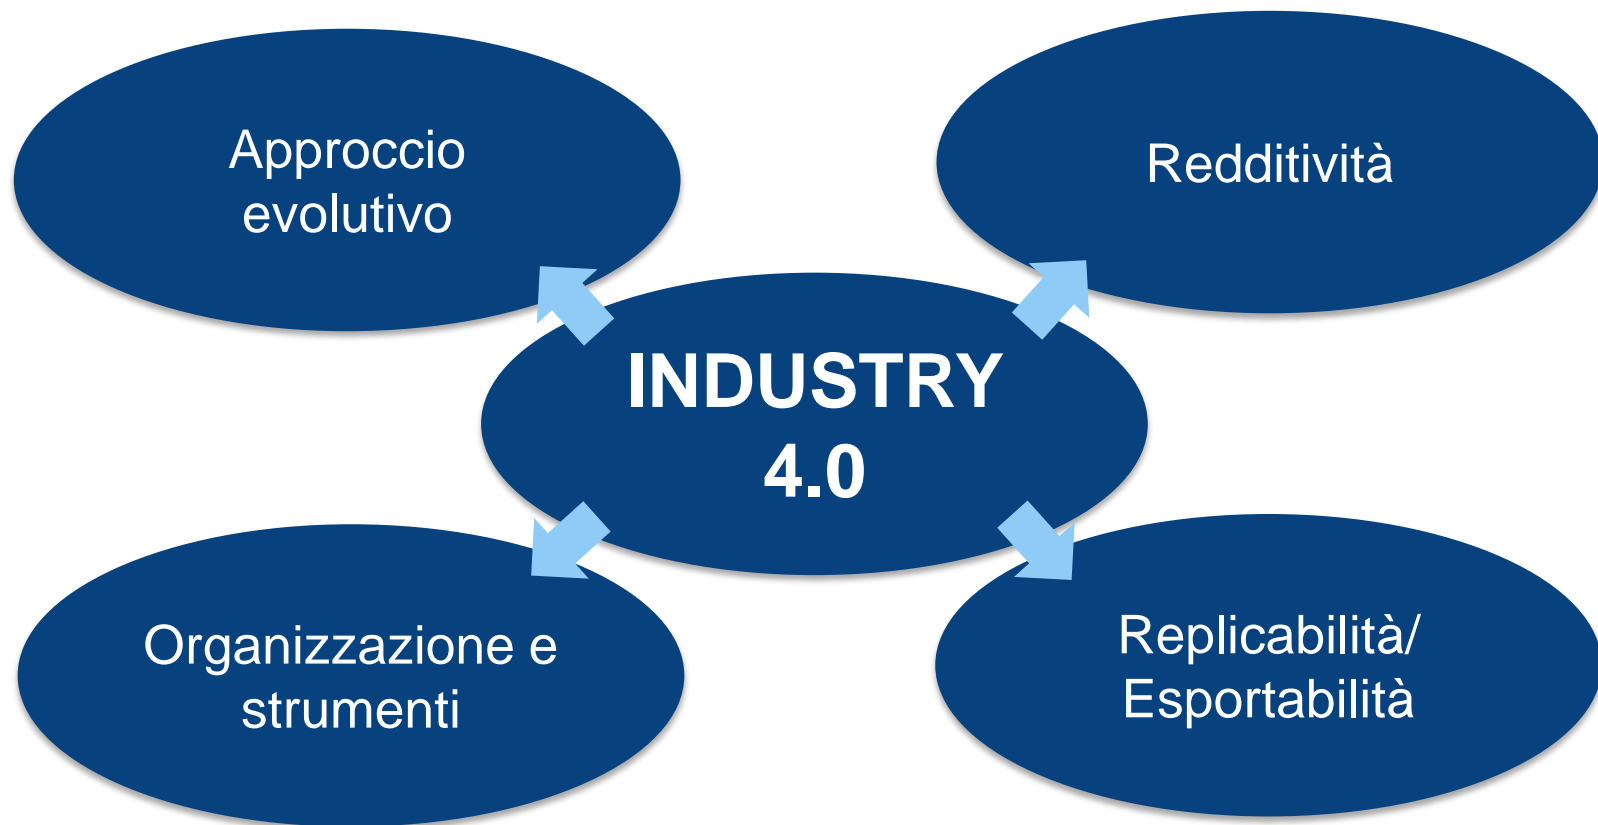 Approccio
evolutivo
Redditività
INDUSTRY
4.0
Organizzazione e
strumenti
Replicabilità/
Esportabilità